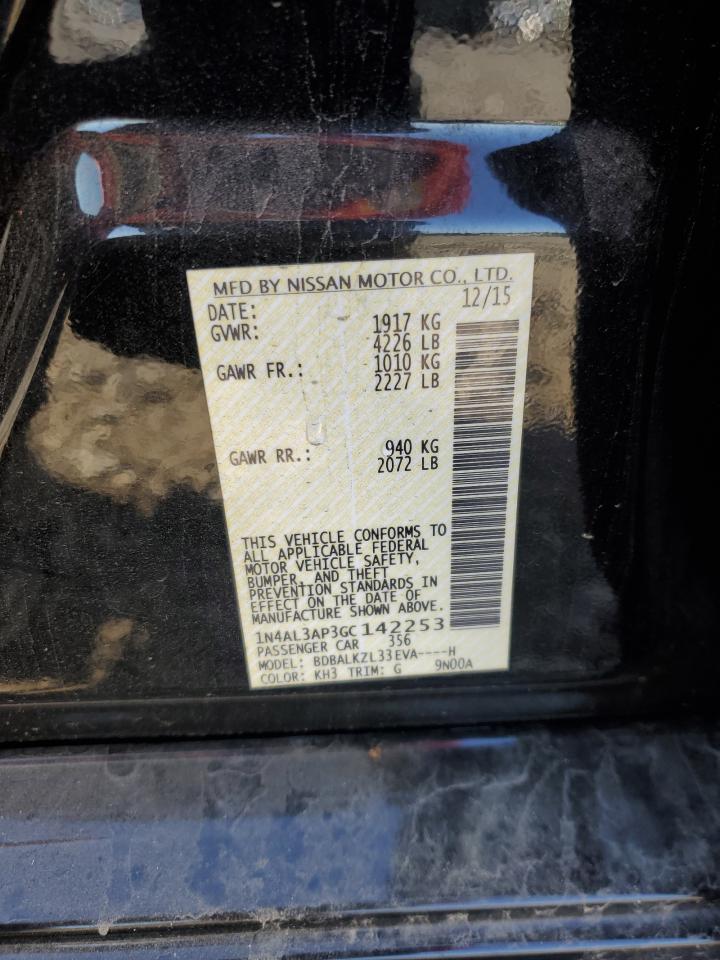 MFD BY NISSAN MOTOR CO., LTD.
DATE: 12/15
GVWR: 1917 KG
4226 LB
GAWR FR.: 1010 KG
2227 LB
GAWR RR.: 940 KG
2072 LB
THIS VEHICLE CONFORMS TO
ALL APPLICABLE FEDERAL
MOTOR VEHICLE SAFETY,
BUMPER, AND THEFT
PREVENTION STANDARDS IN
EFFECT ON THE DATE OF
MANUFACTURE SHOWN ABOVE.
1N4AL3AP3GC142253
PASSENGER CAR 356
MODEL: BDBALKZL33EVA----H
COLOR: KH3 TRIM: G 9N00A